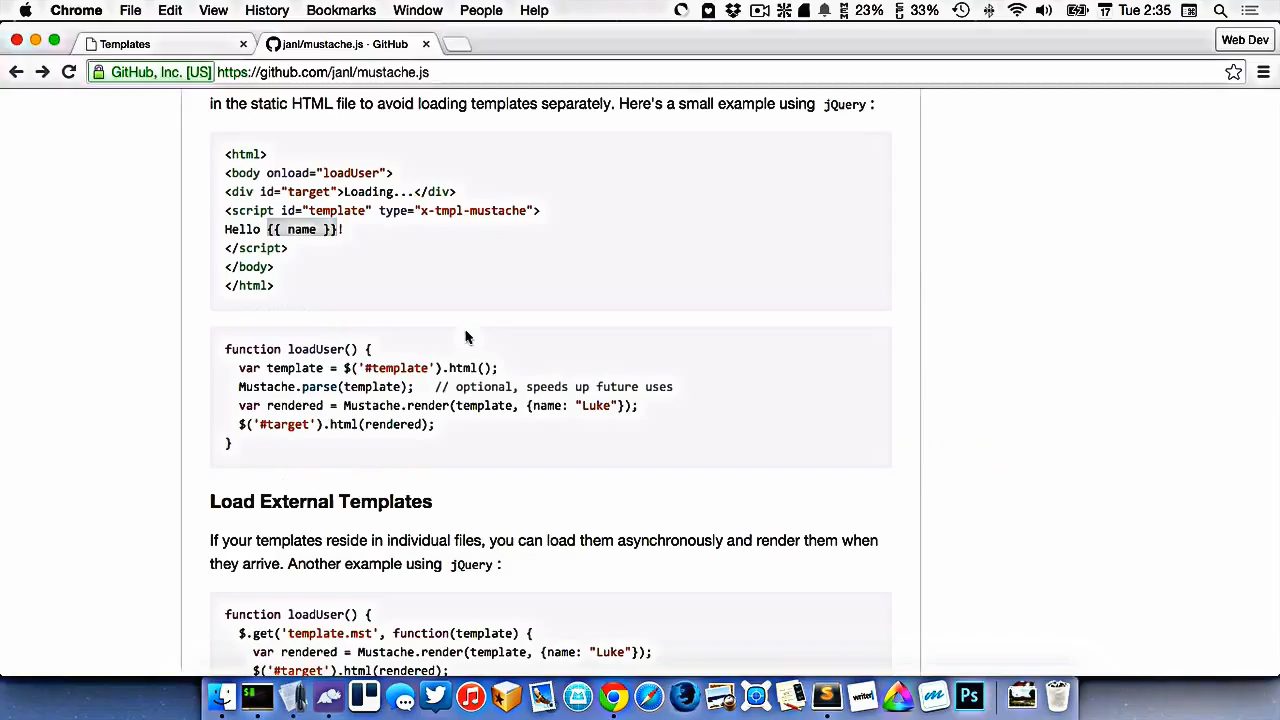 Chrome File Edit View History Bookmarks Window People Help 23% 33% 17 Tue 2:35
Templates janl/mustache.js · GitHub Web Dev
GitHub, Inc. [US] https://github.com/janl/mustache.js
in the static HTML file to avoid loading templates separately. Here's a small example using jQuery :
<html>
<body onload="loadUser">
<div id="target">Loading...</div>
<script id="template" type="x-tmpl-mustache">
Hello {{ name }}!
</script>
</body>
</html>
function loadUser() {
var template = $('#template').html();
Mustache.parse(template); // optional, speeds up future uses
var rendered = Mustache.render(template, {name: "Luke"});
$('#target').html(rendered);
}
Load External Templates
If your templates reside in individual files, you can load them asynchronously and render them when
they arrive. Another example using jQuery :
function loadUser() {
$.get('template.mst', function(template) {
var rendered = Mustache.render(template, {name: "Luke"});
$('#target').html(rendered);
writer Ps